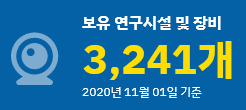 보유 연구시설 및 장비
3,241개
2020년 11월 01일 기준